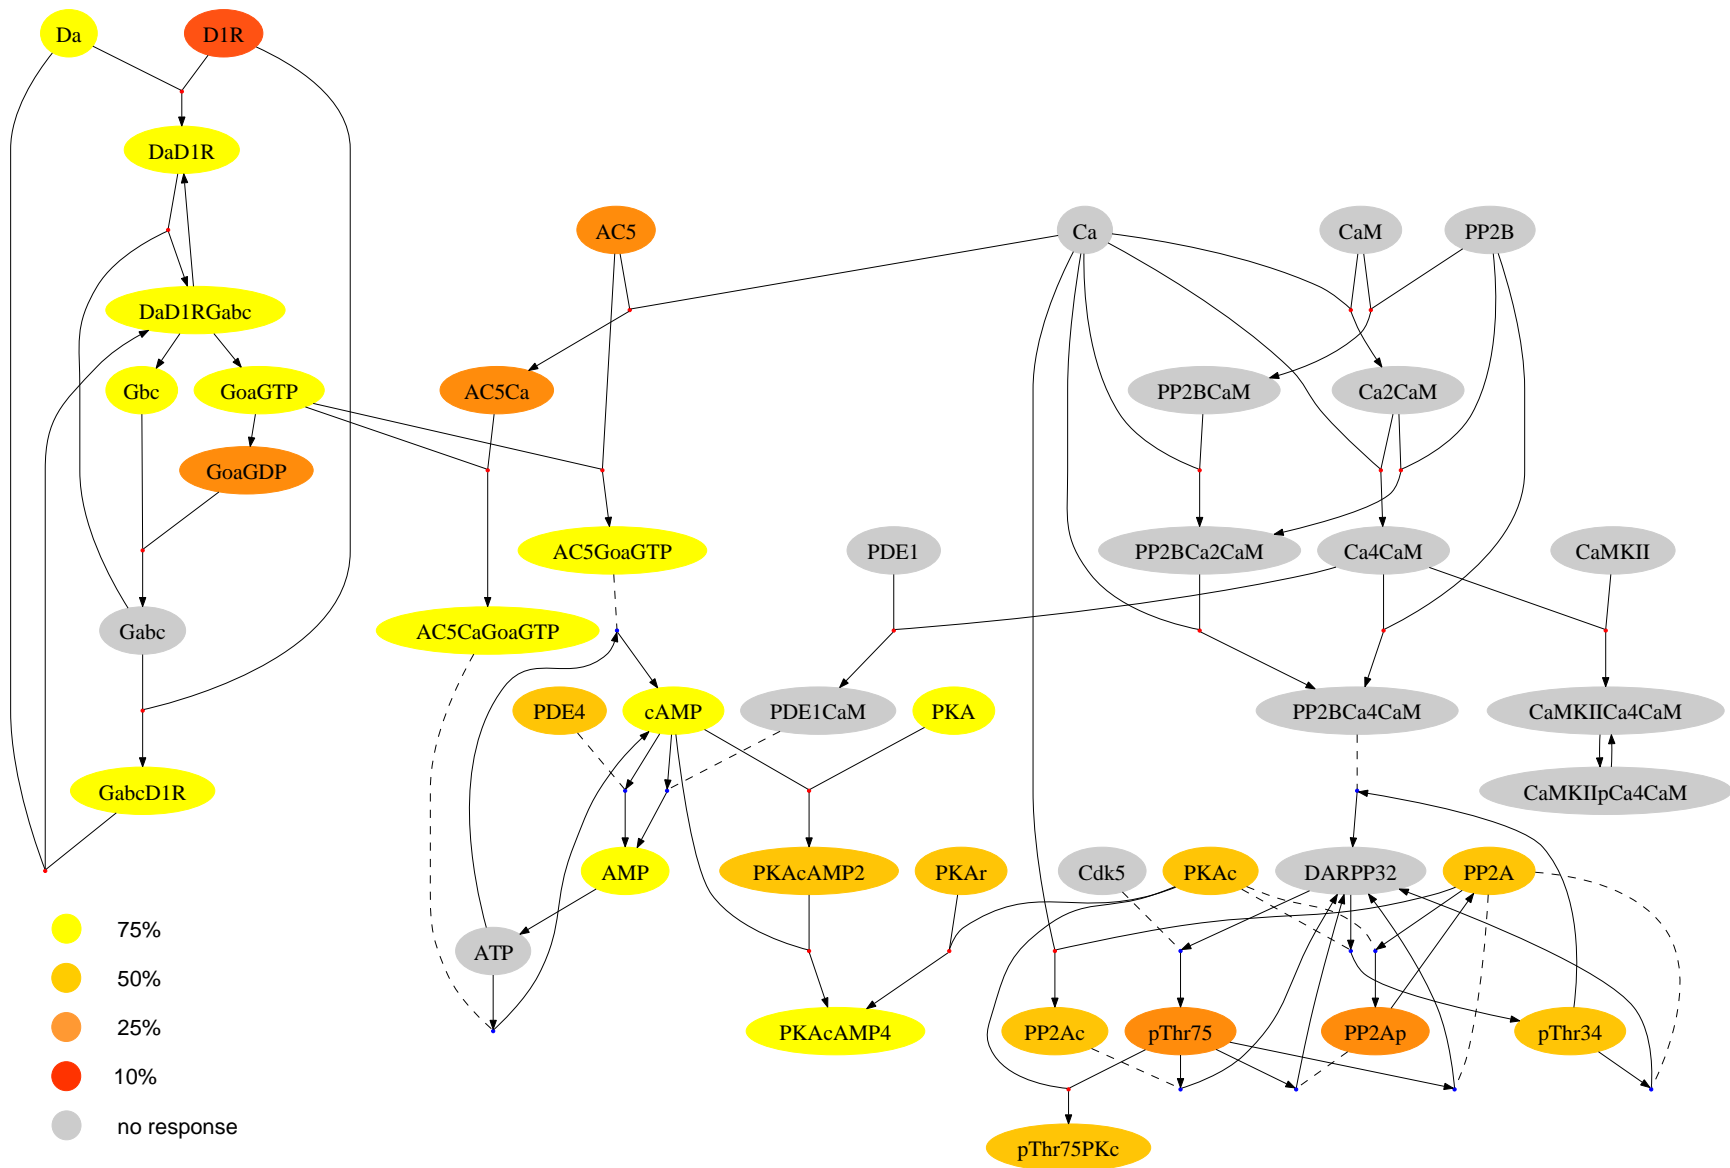 Da
D1R
DaD1R
AC5
Ca
CaM
PP2B
DaD1RGabc
Gbc
GoaGTP
AC5Ca
PP2BCaM
Ca2CaM
GoaGDP
AC5GoaGTP
PDE1
PP2BCa2CaM
Ca4CaM
CaMKII
Gabc
AC5CaGoaGTP
PDE4
cAMP
PDE1CaM
PKA
PP2BCa4CaM
CaMKIICa4CaM
GabcD1R
CaMKIIpCa4CaM
AMP
PKAcAMP2
PKAr
Cdk5
PKAc
DARPP32
PP2A
75%
ATP
50%
25%
PKAcAMP4
PP2Ac
pThr75
PP2Ap
pThr34
10%
no response
pThr75PKc